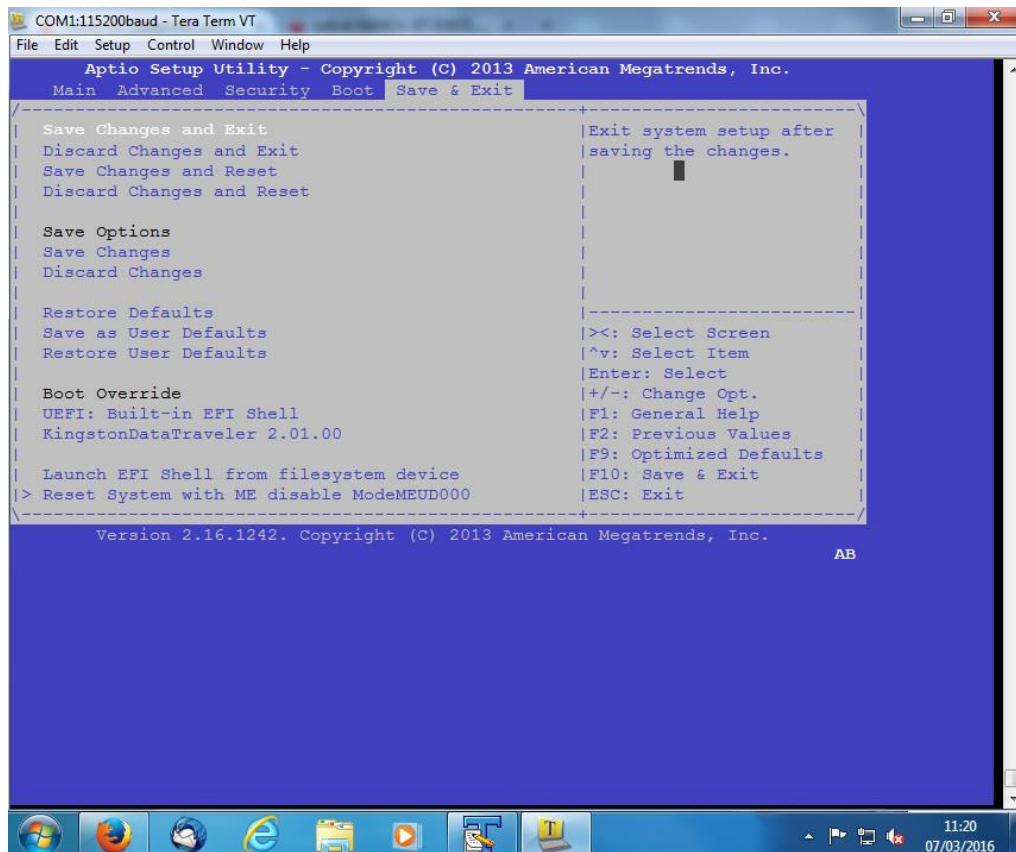 COM1:115200baud - Tera Term VT
File Edit Setup Control Window Help
Aptio Setup Utility - Copyright (C) 2013 American Megatrends, Inc.
Main Advanced Security Boot Save & Exit
Save Changes and Exit
Discard Changes and Exit
Save Changes and Reset
Discard Changes and Reset
Save Options
Save Changes
Discard Changes
Restore Defaults
Save as User Defaults
Restore User Defaults
Boot Override
UEFI: Built-in EFI Shell
KingstonDataTraveler 2.01.00
Launch EFI Shell from filesystem device
> Reset System with ME disable ModeMEUD000
Exit system setup after
saving the changes.
><: Select Screen
^v: Select Item
Enter: Select
+/-: Change Opt.
F1: General Help
F2: Previous Values
F9: Optimized Defaults
F10: Save & Exit
ESC: Exit
Version 2.16.1242. Copyright (C) 2013 American Megatrends, Inc.
AB
11:20
07/03/2016